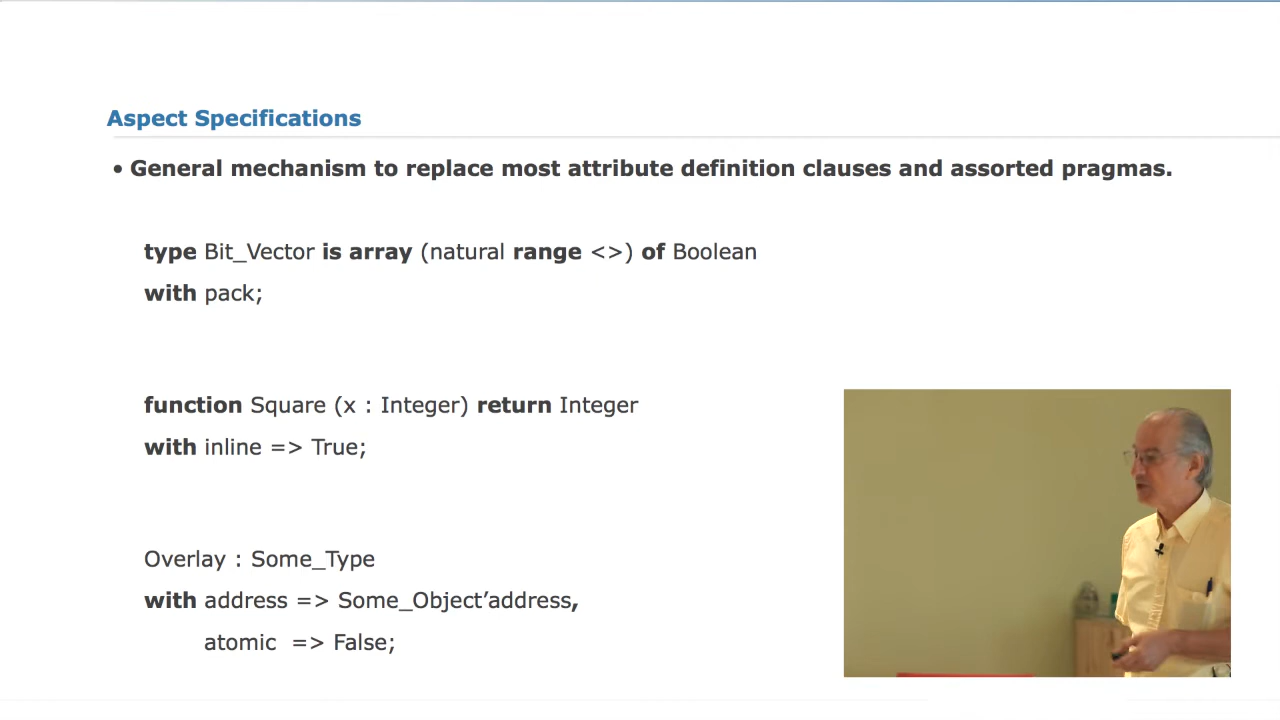 Aspect Specifications
• General mechanism to replace most attribute definition clauses and assorted pragmas.
type Bit_Vector is array (natural range <>) of Boolean
with pack;
function Square (x : Integer) return Integer
with inline => True;
Overlay : Some_Type
with address => Some_Object’address,
atomic => False;